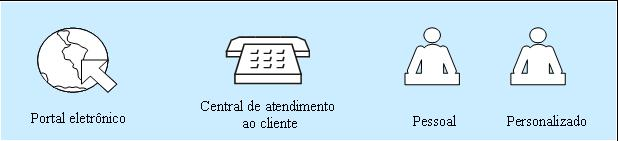 Portal eletrônico
Central de atendimento
ao cliente
Pessoal
Personalizado